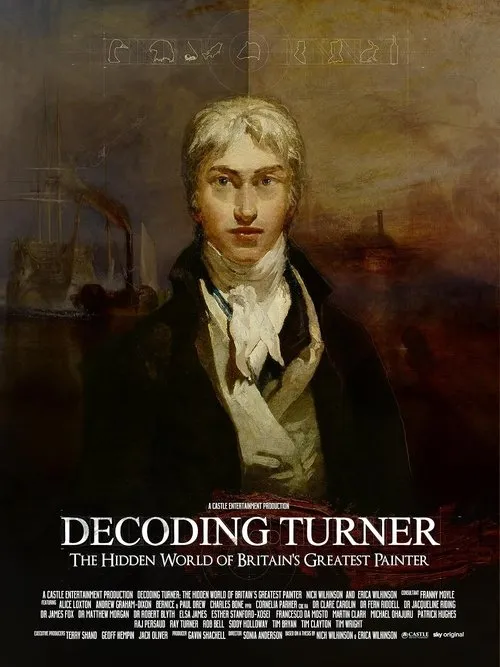 A CASTLE ENTERTAINMENT PRODUCTION
DECODING TURNER
THE HIDDEN WORLD OF BRITAIN'S GREATEST PAINTER
A CASTLE ENTERTAINMENT PRODUCTION DECODING TURNER: THE HIDDEN WORLD OF BRITAIN'S GREATEST PAINTER NICH WILKINSON AND ERICA WILKINSON CONSULTANT FRANNY MOYLE
FEATURING ALICE LOXTON ANDREW GRAHAM-DIXON BERNICE & PAUL DREW CHARLES BONE CORNELIA PARKER DR CLARE CAROLIN DR FERN RIDDELL DR JACQUELINE RIDING
DR JAMES FOX DR MATTHEW MORGAN DR ROBERT BLYTH ELSA JAMES ESTHER STANFORD-XOSEI FRANCESCO DA MOSTO MARTIN CLARK MICHAEL OHAJURU PATRICK HUGHES
RAJ PERSAUD RAY TURNER ROB BELL SIDDY HOLLOWAY TIM BRYAN TIM CLAYTON TIM WRIGHT
EXECUTIVE PRODUCERS TERRY SHAND GEOFF KEMPIN JACK OLIVER PRODUCER GAVIN SHACKELL DIRECTOR SONIA ANDERSON BASED ON A THESIS BY NICH WILKINSON & ERICA WILKINSON CASTLE sky original